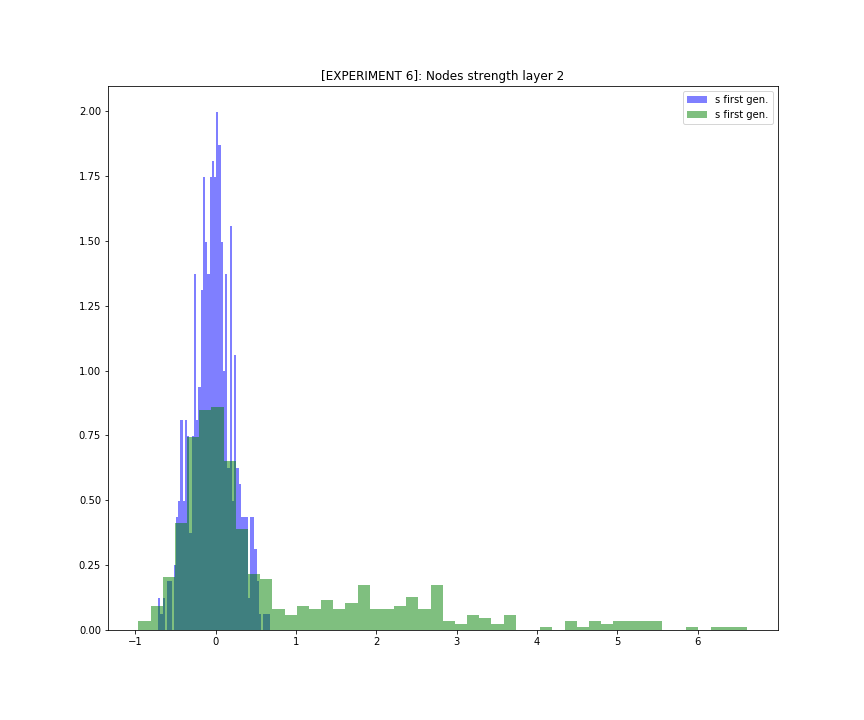 [EXPERIMENT 6]: Nodes strength layer 2
s first gen.
s first gen.
2.00
1.75
1.50
1.25
1.00
0.75
0.50
0.25
0.00
−1 0 1 2 3 4 5 6